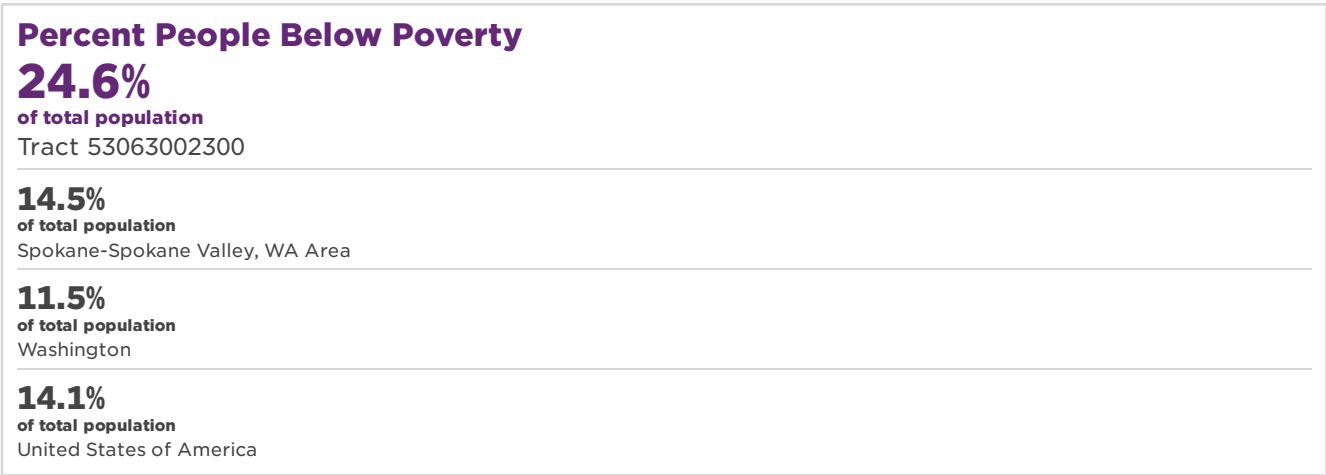 Percent People Below Poverty
24.6%
of total population
Tract 53063002300
14.5%
of total population
Spokane-Spokane Valley, WA Area
11.5%
of total population
Washington
14.1%
of total population
United States of America